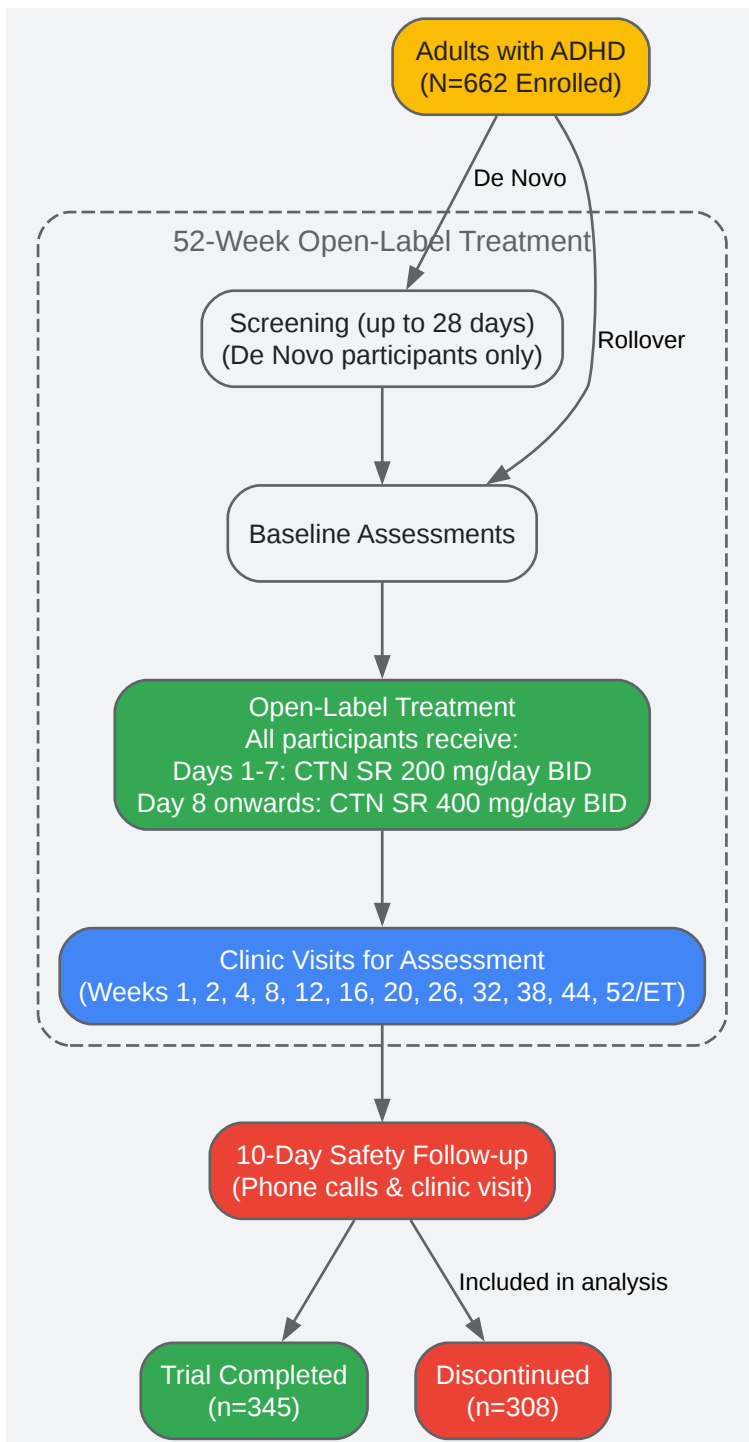 Adults with ADHD
(N=662 Enrolled)
De Novo
52-Week Open-Label Treatment
Screening (up to 28 days)
(De Novo participants only)
Rollover
Baseline Assessments
Open-Label Treatment
All participants receive:
Days 1-7: CTN SR 200 mg/day BID
Day 8 onwards: CTN SR 400 mg/day BID
Clinic Visits for Assessment
(Weeks 1, 2, 4, 8, 12, 16, 20, 26, 32, 38, 44, 52/ET)
10-Day Safety Follow-up
(Phone calls & clinic visit)
Included in analysis
Trial Completed
(n=345)
Discontinued
(n=308)